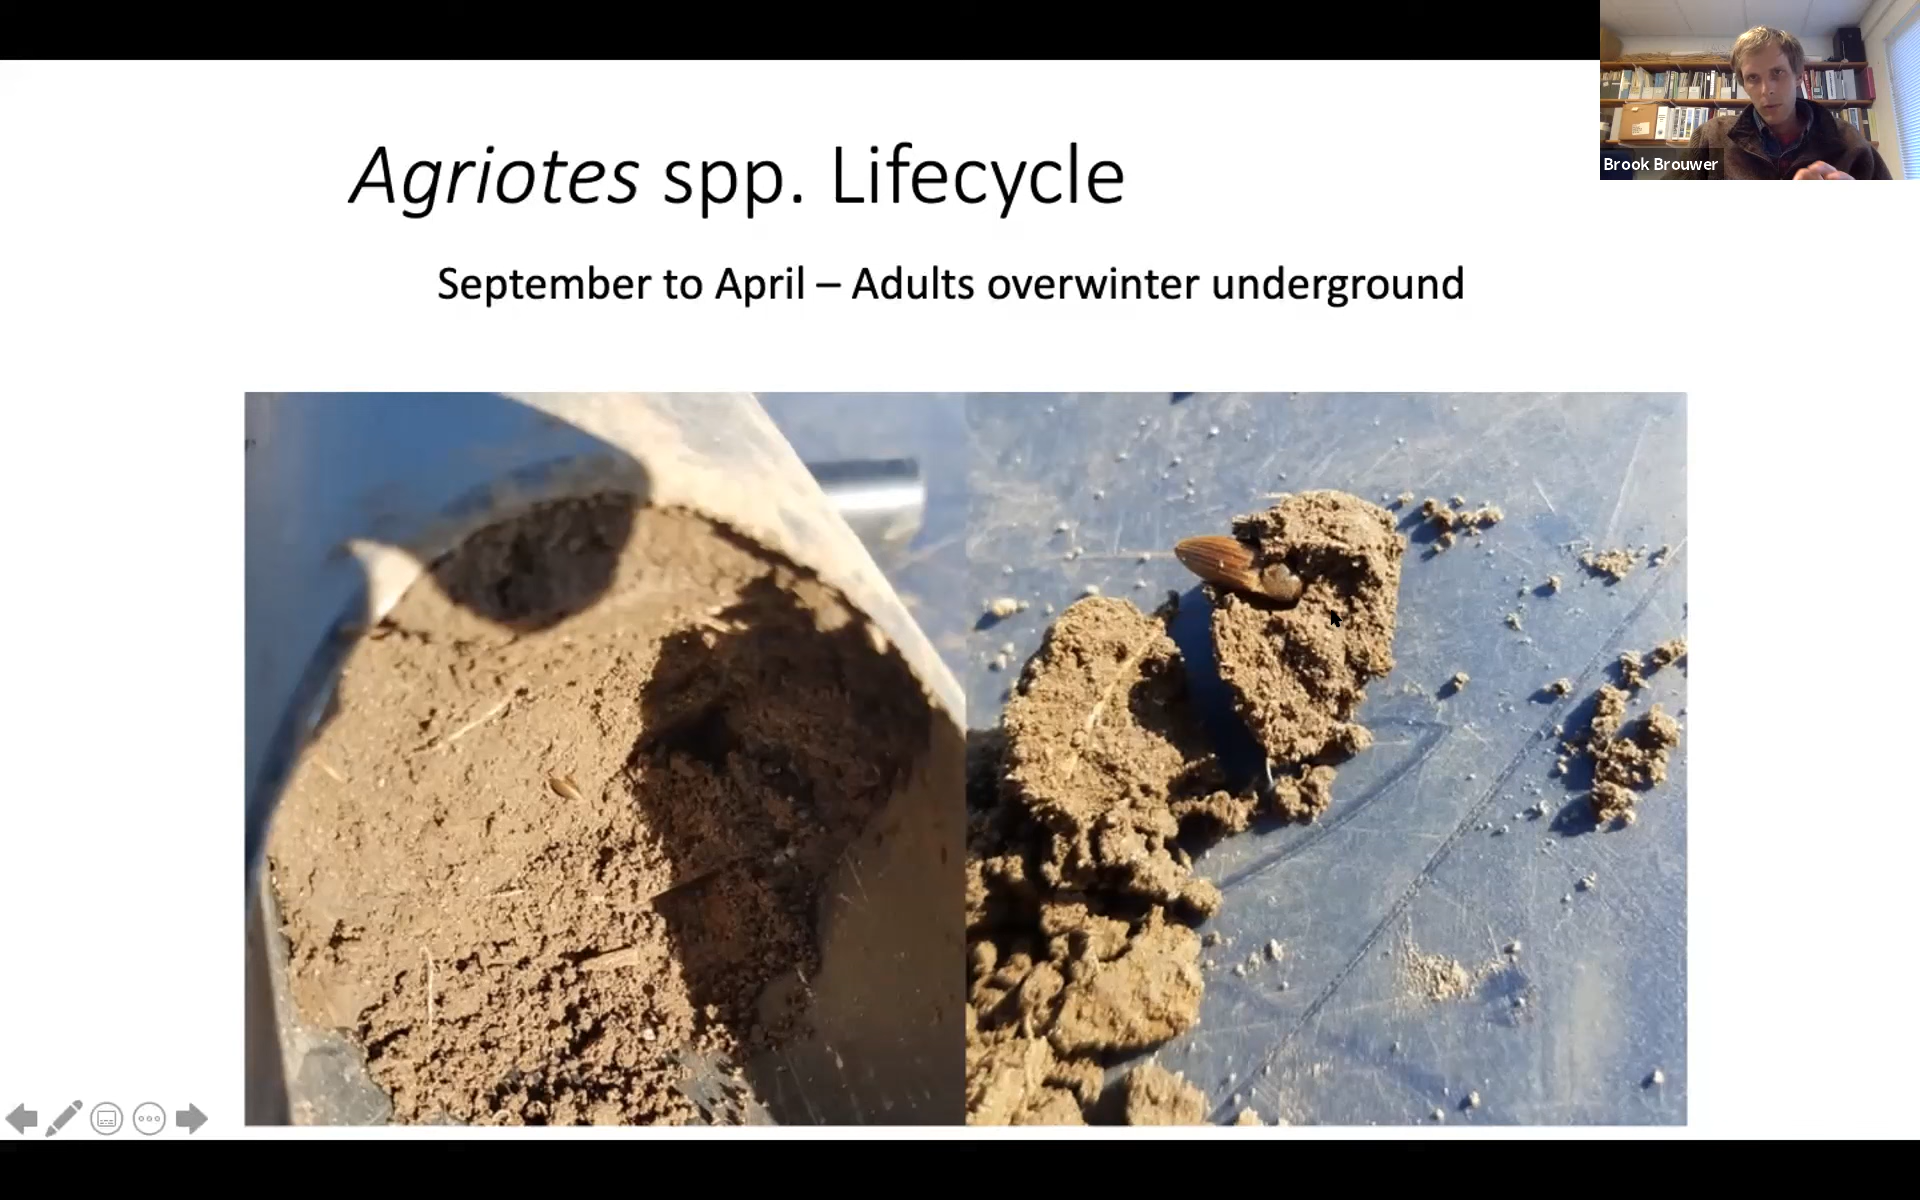 Agriotes spp. Lifecycle
September to April – Adults overwinter underground
Brook Brouwer